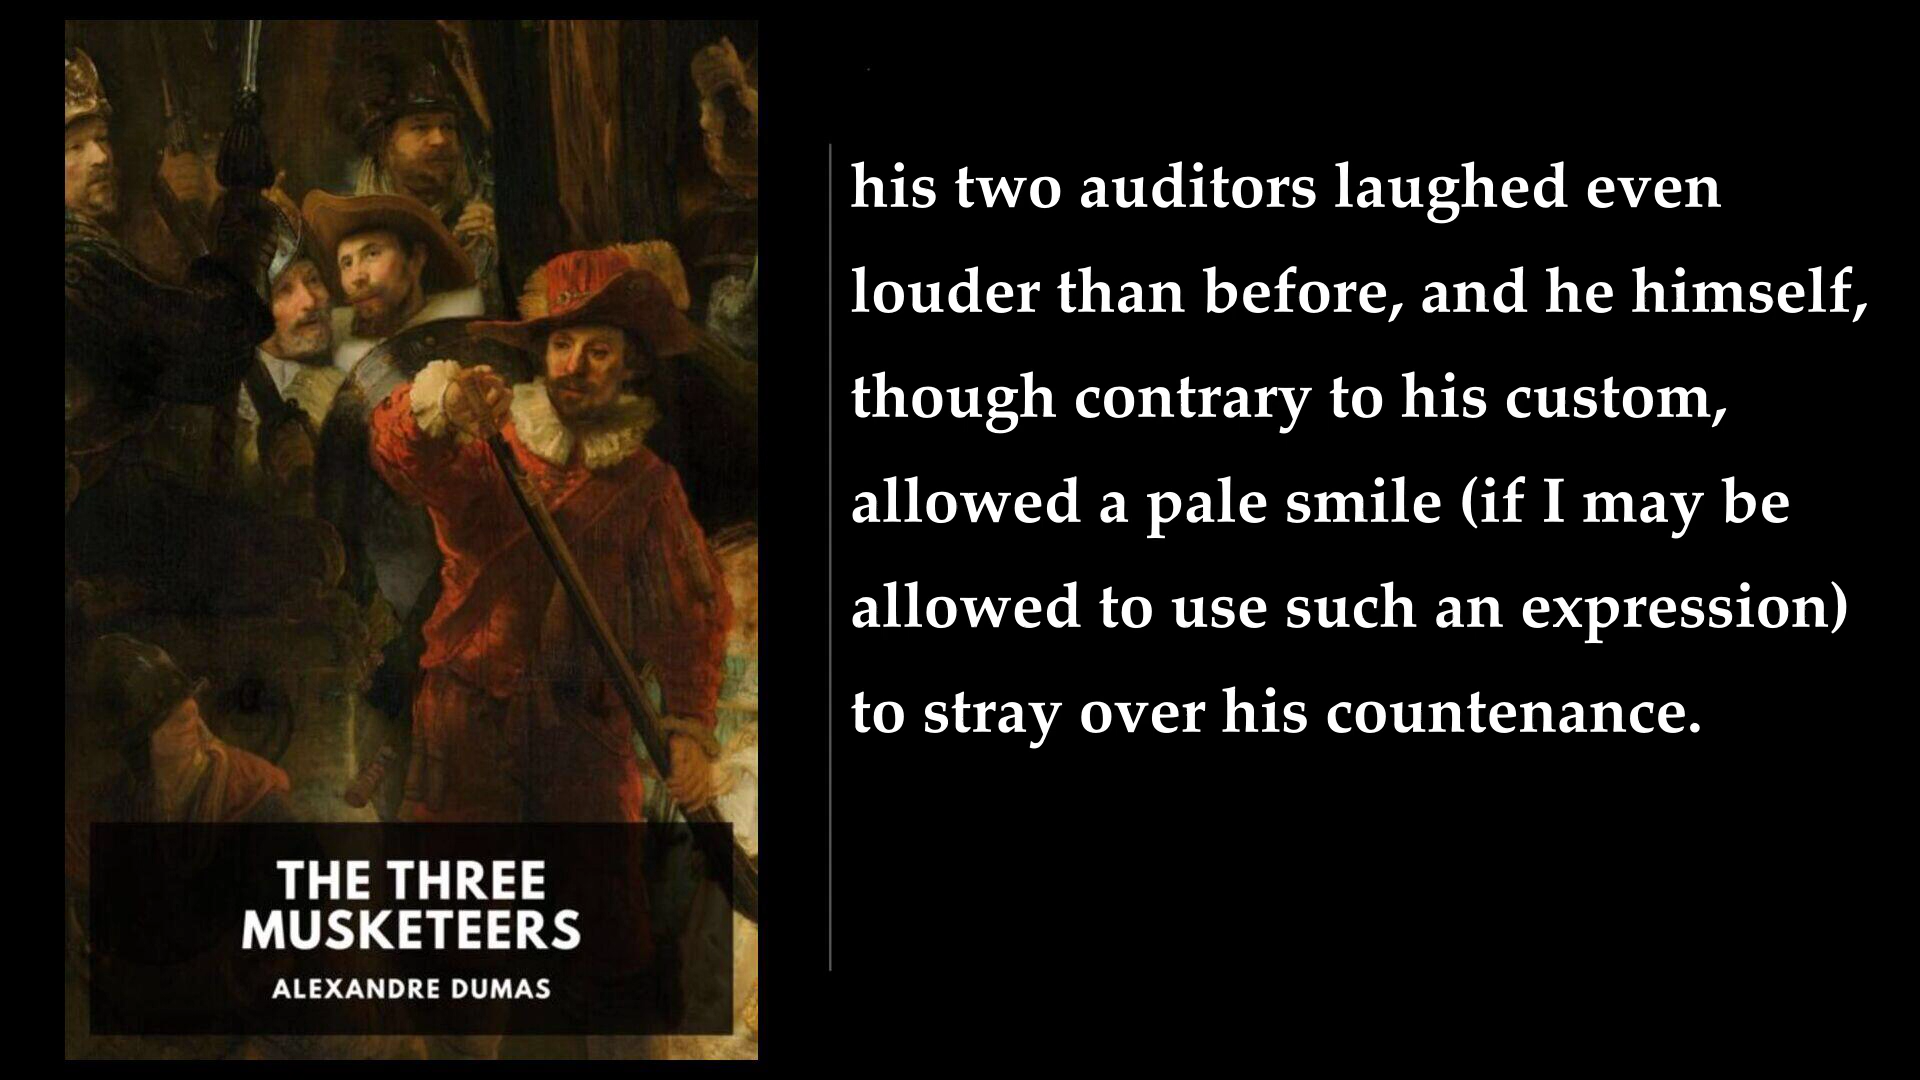 THE THREE
MUSKETEERS
ALEXANDRE DUMAS
his two auditors laughed even
louder than before, and he himself,
though contrary to his custom,
allowed a pale smile (if I may be
allowed to use such an expression)
to stray over his countenance.